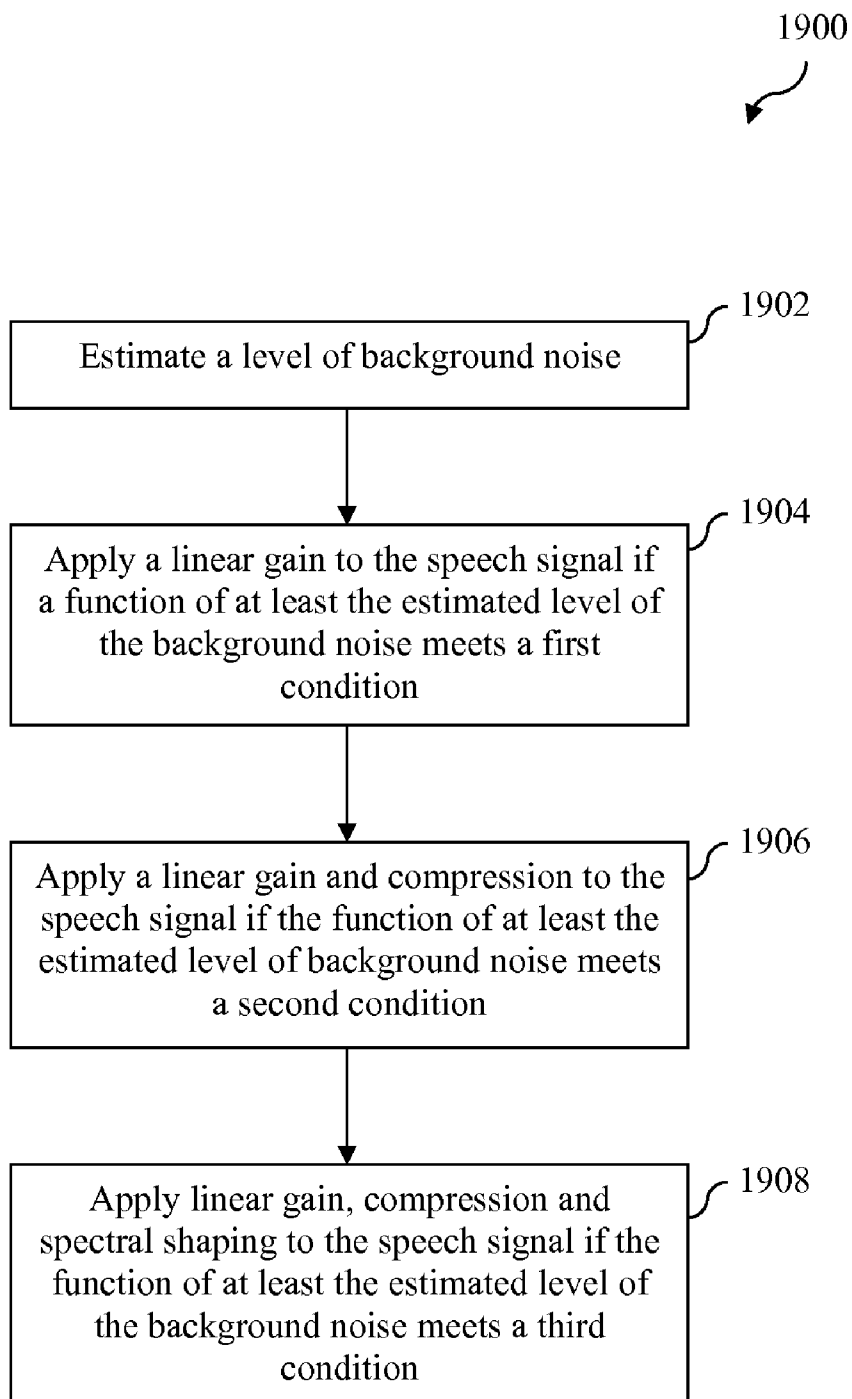 1900
1902
Estimate a level of background noise
1904
Apply a linear gain to the speech signal if
a function of at least the estimated level of
the background noise meets a first
condition
1906
Apply a linear gain and compression to the
speech signal if the function of at least the
estimated level of background noise meets
a second condition
1908
Apply linear gain, compression and
spectral shaping to the speech signal if the
function of at least the estimated level of
the background noise meets a third
condition